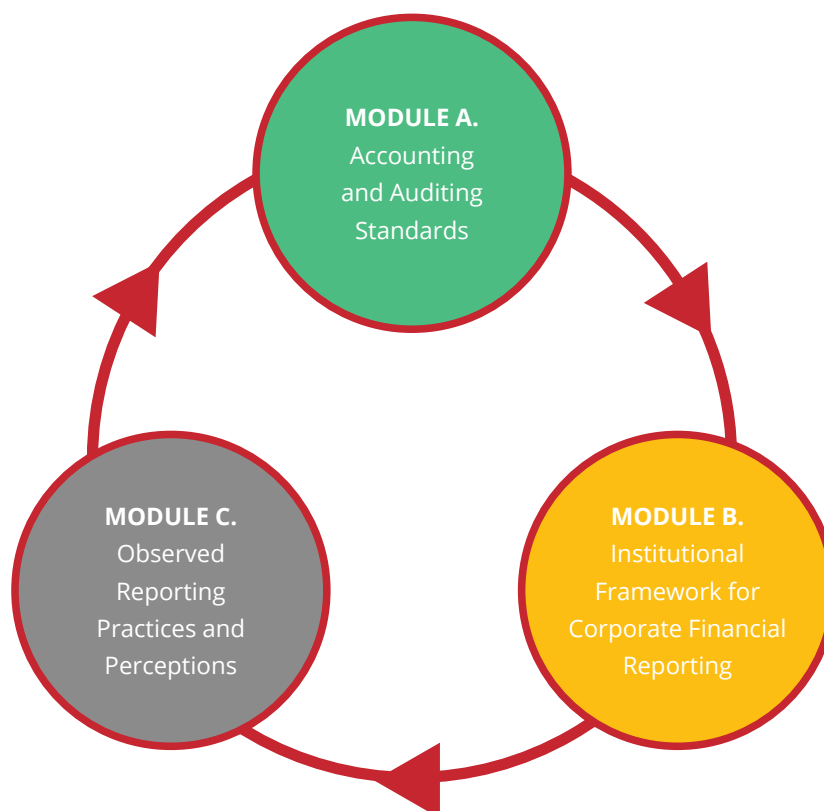 MODULE A.
Accounting
and Auditing
Standards
MODULE C.
Observed
Reporting
Practices and
Perceptions
MODULE B.
Institutional
Framework for
Corporate Financial
Reporting